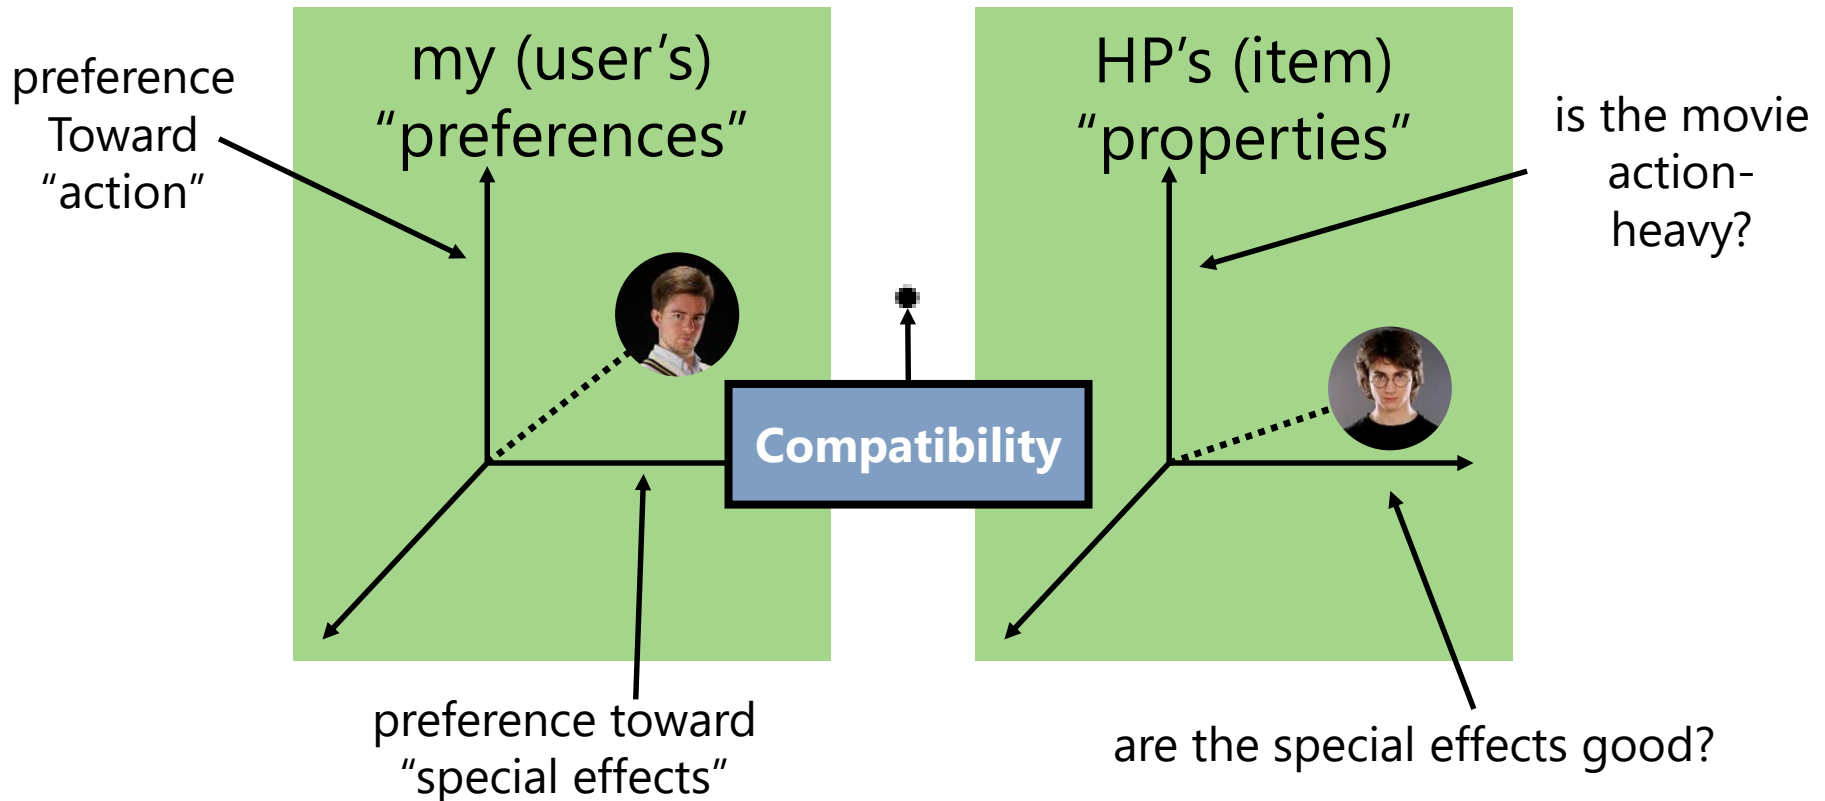 preference
Toward
“action”
my (user’s)
“preferences”
HP’s (item)
“properties”
is the movie
action-
heavy?
Compatibility
preference toward
“special effects”
are the special effects good?